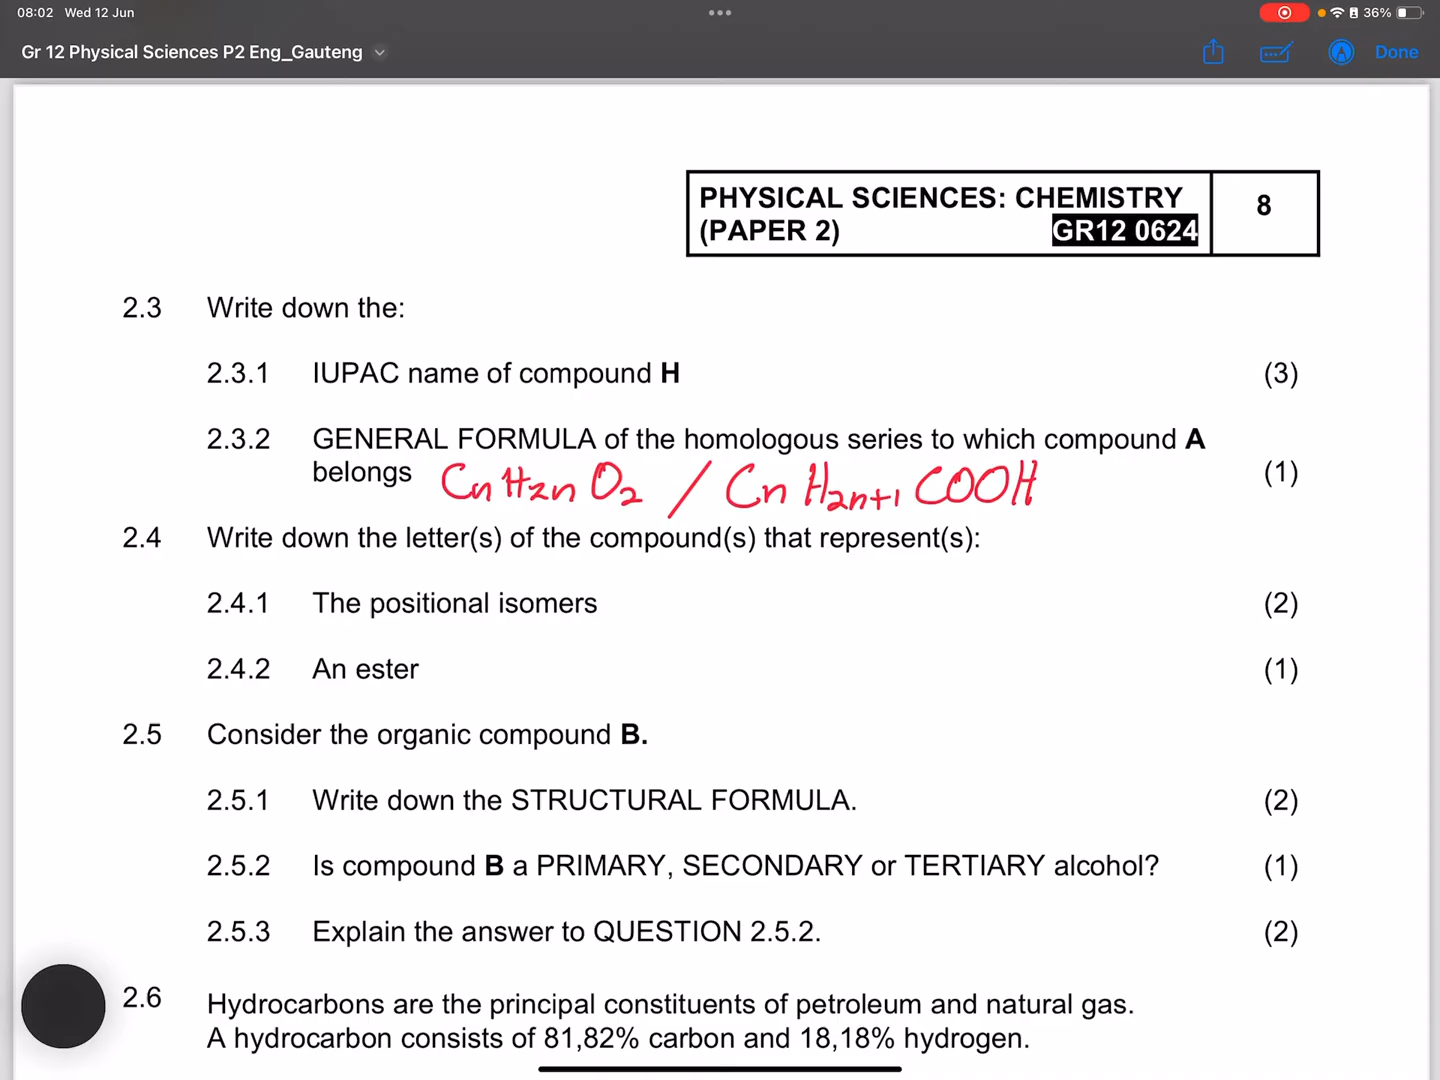 08:02 Wed 12 Jun
36%
Gr 12 Physical Sciences P2 Eng_Gauteng
Done
PHYSICAL SCIENCES: CHEMISTRY
(PAPER 2) GR12 0624
8
2.3 Write down the:
2.3.1 IUPAC name of compound H (3)
2.3.2 GENERAL FORMULA of the homologous series to which compound A
belongs CnH2nO2 / CnH2n+1COOH (1)
2.4 Write down the letter(s) of the compound(s) that represent(s):
2.4.1 The positional isomers (2)
2.4.2 An ester (1)
2.5 Consider the organic compound B.
2.5.1 Write down the STRUCTURAL FORMULA. (2)
2.5.2 Is compound B a PRIMARY, SECONDARY or TERTIARY alcohol? (1)
2.5.3 Explain the answer to QUESTION 2.5.2. (2)
2.6 Hydrocarbons are the principal constituents of petroleum and natural gas.
A hydrocarbon consists of 81,82% carbon and 18,18% hydrogen.